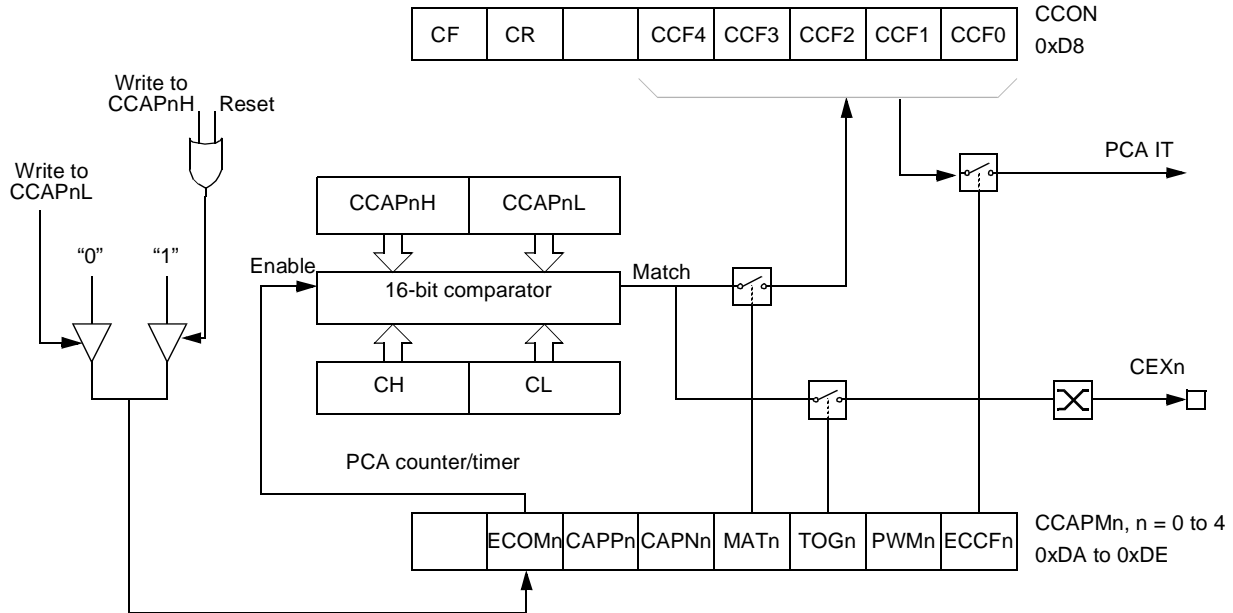 CCON
CF CR CCF4 CCF3 CCF2 CCF1 CCF0
0xD8
Write to
CCAPnH Reset
PCA IT
Write to
CCAPnL
CCAPnH CCAPnL
“0” “1”
Enable
Match
16-bit comparator
CH CL
CEXn
PCA counter/timer
CCAPMn, n = 0 to 4
ECOMn CAPPn CAPNn MATn TOGn PWMn ECCFn
0xDA to 0xDE